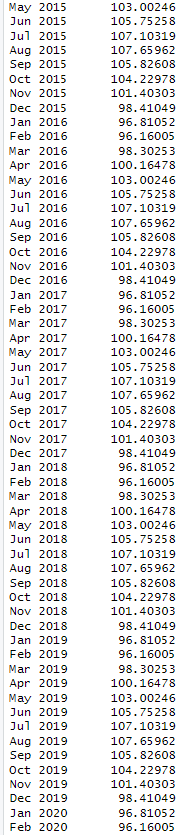 May 2015 103.00246
Jun 2015 105.75258
Jul 2015 107.10319
Aug 2015 107.65962
Sep 2015 105.82608
Oct 2015 104.22978
Nov 2015 101.40303
Dec 2015 98.41049
Jan 2016 96.81052
Feb 2016 96.16005
Mar 2016 98.30253
Apr 2016 100.16478
May 2016 103.00246
Jun 2016 105.75258
Jul 2016 107.10319
Aug 2016 107.65962
Sep 2016 105.82608
Oct 2016 104.22978
Nov 2016 101.40303
Dec 2016 98.41049
Jan 2017 96.81052
Feb 2017 96.16005
Mar 2017 98.30253
Apr 2017 100.16478
May 2017 103.00246
Jun 2017 105.75258
Jul 2017 107.10319
Aug 2017 107.65962
Sep 2017 105.82608
Oct 2017 104.22978
Nov 2017 101.40303
Dec 2017 98.41049
Jan 2018 96.81052
Feb 2018 96.16005
Mar 2018 98.30253
Apr 2018 100.16478
May 2018 103.00246
Jun 2018 105.75258
Jul 2018 107.10319
Aug 2018 107.65962
Sep 2018 105.82608
Oct 2018 104.22978
Nov 2018 101.40303
Dec 2018 98.41049
Jan 2019 96.81052
Feb 2019 96.16005
Mar 2019 98.30253
Apr 2019 100.16478
May 2019 103.00246
Jun 2019 105.75258
Jul 2019 107.10319
Aug 2019 107.65962
Sep 2019 105.82608
Oct 2019 104.22978
Nov 2019 101.40303
Dec 2019 98.41049
Jan 2020 96.81052
Feb 2020 96.16005